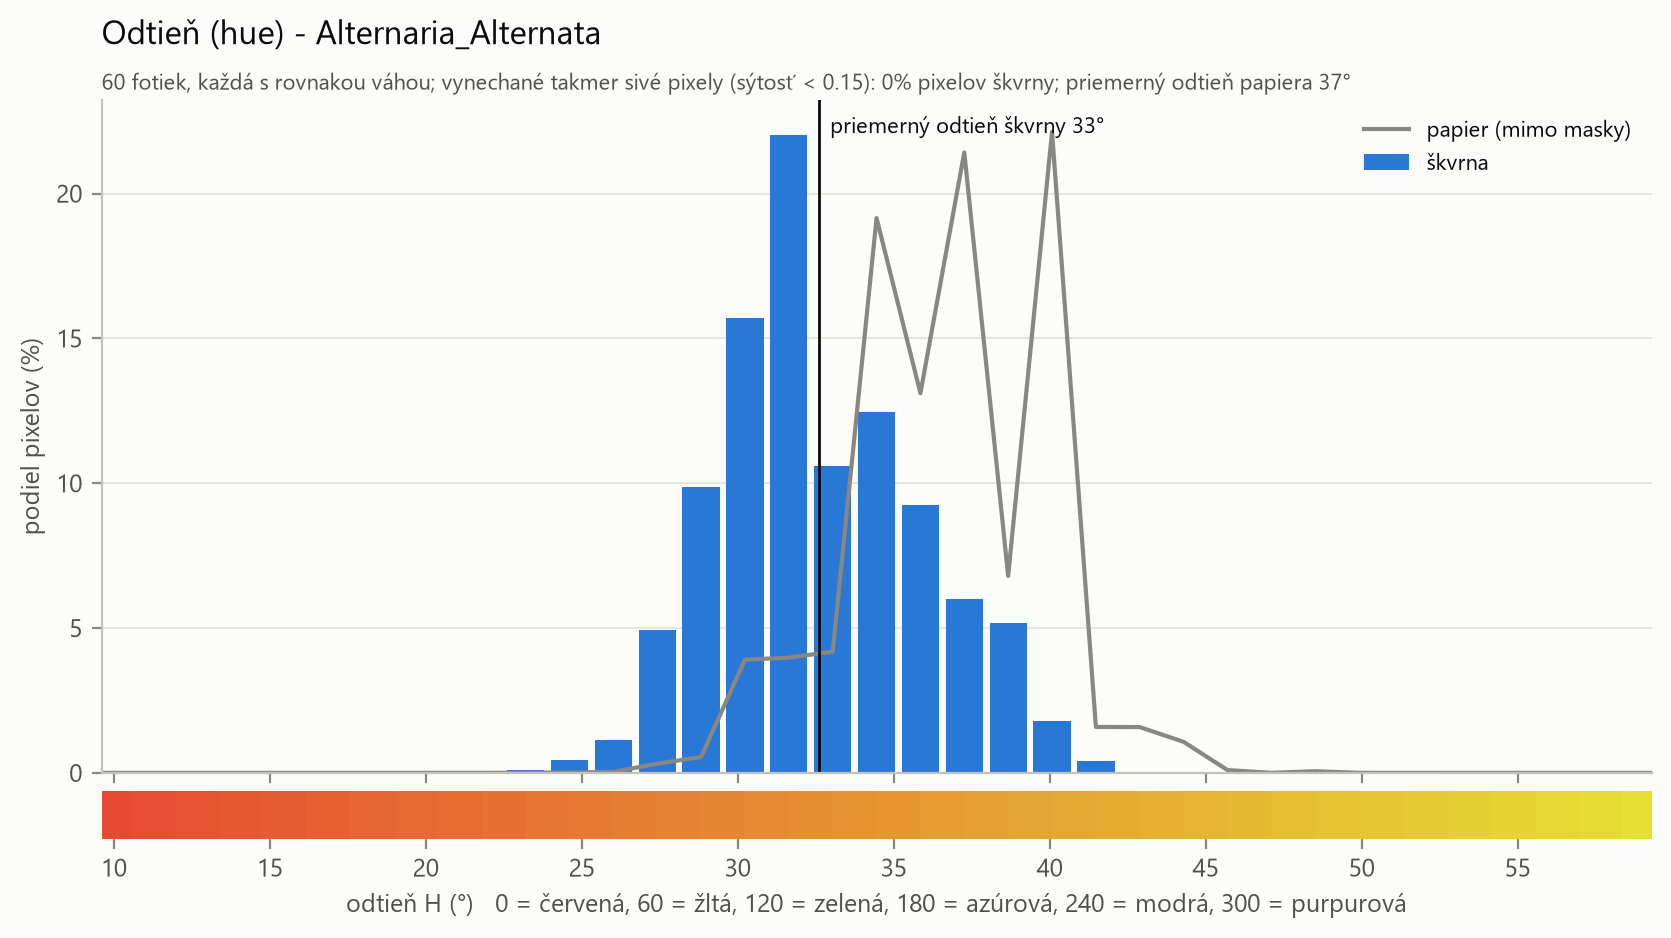 Odtieň (hue) - Alternaria_Alternata
60 fotiek, každá s rovnakou váhou; vynechané takmer sivé pixely (sýtosť < 0.15): 0% pixelov škvrny; priemerný odtieň papiera 37°
priemerný odtieň škvrny 33°
papier (mimo masky)
škvrna
podiel pixelov (%)
20
15
10
5
0
10 15 20 25 30 35 40 45 50 55
odtieň H (°) 0 = červená, 60 = žltá, 120 = zelená, 180 = azúrová, 240 = modrá, 300 = purpurová